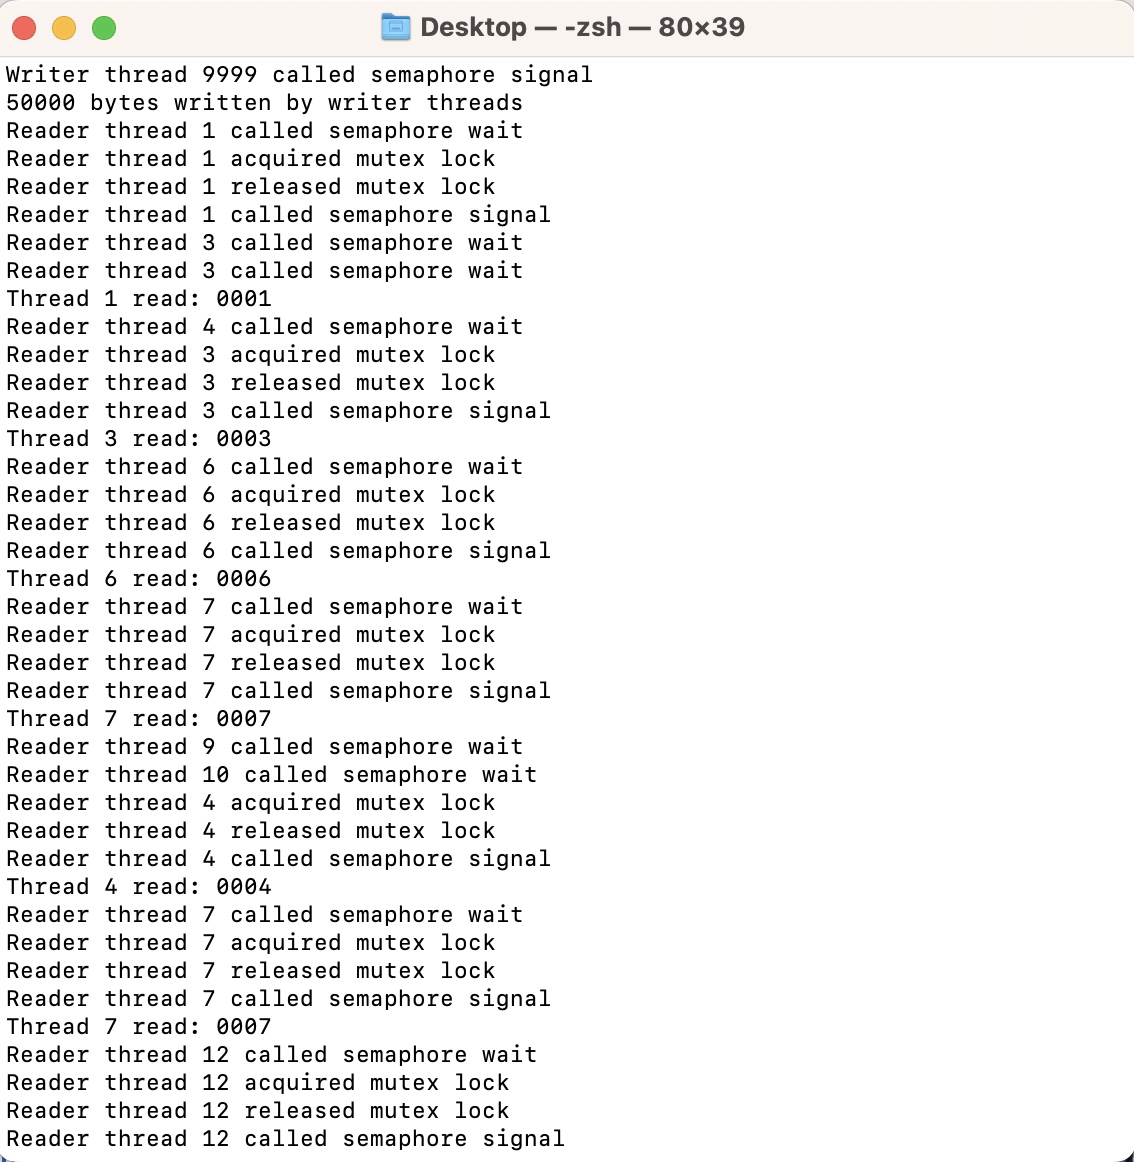 Desktop — -zsh — 80×39
Writer thread 9999 called semaphore signal
50000 bytes written by writer threads
Reader thread 1 called semaphore wait
Reader thread 1 acquired mutex lock
Reader thread 1 released mutex lock
Reader thread 1 called semaphore signal
Reader thread 3 called semaphore wait
Reader thread 3 called semaphore wait
Thread 1 read: 0001
Reader thread 4 called semaphore wait
Reader thread 3 acquired mutex lock
Reader thread 3 released mutex lock
Reader thread 3 called semaphore signal
Thread 3 read: 0003
Reader thread 6 called semaphore wait
Reader thread 6 acquired mutex lock
Reader thread 6 released mutex lock
Reader thread 6 called semaphore signal
Thread 6 read: 0006
Reader thread 7 called semaphore wait
Reader thread 7 acquired mutex lock
Reader thread 7 released mutex lock
Reader thread 7 called semaphore signal
Thread 7 read: 0007
Reader thread 9 called semaphore wait
Reader thread 10 called semaphore wait
Reader thread 4 acquired mutex lock
Reader thread 4 released mutex lock
Reader thread 4 called semaphore signal
Thread 4 read: 0004
Reader thread 7 called semaphore wait
Reader thread 7 acquired mutex lock
Reader thread 7 released mutex lock
Reader thread 7 called semaphore signal
Thread 7 read: 0007
Reader thread 12 called semaphore wait
Reader thread 12 acquired mutex lock
Reader thread 12 released mutex lock
Reader thread 12 called semaphore signal